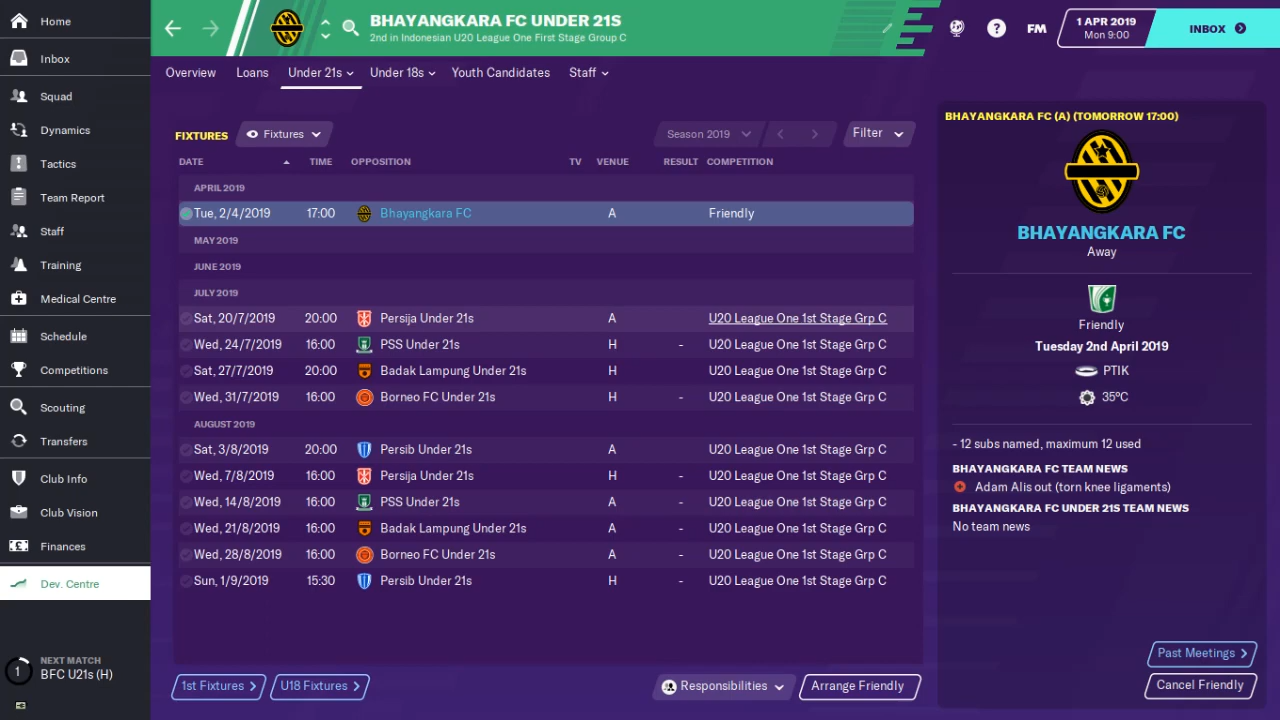 Home
Inbox
Squad
Dynamics
Tactics
Team Report
Staff
Training
Medical Centre
Schedule
Competitions
Scouting
Transfers
Club Info
Club Vision
Finances
Dev. Centre
NEXT MATCH
1 BFC U21s (H)
BHAYANGKARA FC UNDER 21S
2nd in Indonesian U20 League One First Stage Group C
? FM 1 APR 2019
Mon 9:00
INBOX
Overview Loans Under 21s Under 18s Youth Candidates Staff
FIXTURES Fixtures Season 2019 Filter
DATE TIME OPPOSITION TV VENUE RESULT COMPETITION
APRIL 2019
Tue, 2/4/2019 17:00 Bhayangkara FC A Friendly
MAY 2019
JUNE 2019
JULY 2019
Sat, 20/7/2019 20:00 Persija Under 21s A U20 League One 1st Stage Grp C
Wed, 24/7/2019 16:00 PSS Under 21s H - U20 League One 1st Stage Grp C
Sat, 27/7/2019 20:00 Badak Lampung Under 21s H - U20 League One 1st Stage Grp C
Wed, 31/7/2019 16:00 Borneo FC Under 21s H - U20 League One 1st Stage Grp C
AUGUST 2019
Sat, 3/8/2019 20:00 Persib Under 21s A - U20 League One 1st Stage Grp C
Wed, 7/8/2019 16:00 Persija Under 21s H - U20 League One 1st Stage Grp C
Wed, 14/8/2019 16:00 PSS Under 21s A - U20 League One 1st Stage Grp C
Wed, 21/8/2019 16:00 Badak Lampung Under 21s A - U20 League One 1st Stage Grp C
Wed, 28/8/2019 16:00 Borneo FC Under 21s A - U20 League One 1st Stage Grp C
Sun, 1/9/2019 15:30 Persib Under 21s H - U20 League One 1st Stage Grp C
1st Fixtures U18 Fixtures Responsibilities Arrange Friendly
BHAYANGKARA FC (A) (TOMORROW 17:00)
BHAYANGKARA FC
Away
Friendly
Tuesday 2nd April 2019
PTIK
35ºC
- 12 subs named, maximum 12 used
BHAYANGKARA FC TEAM NEWS
Adam Alis out (torn knee ligaments)
BHAYANGKARA FC UNDER 21S TEAM NEWS
No team news
Past Meetings
Cancel Friendly